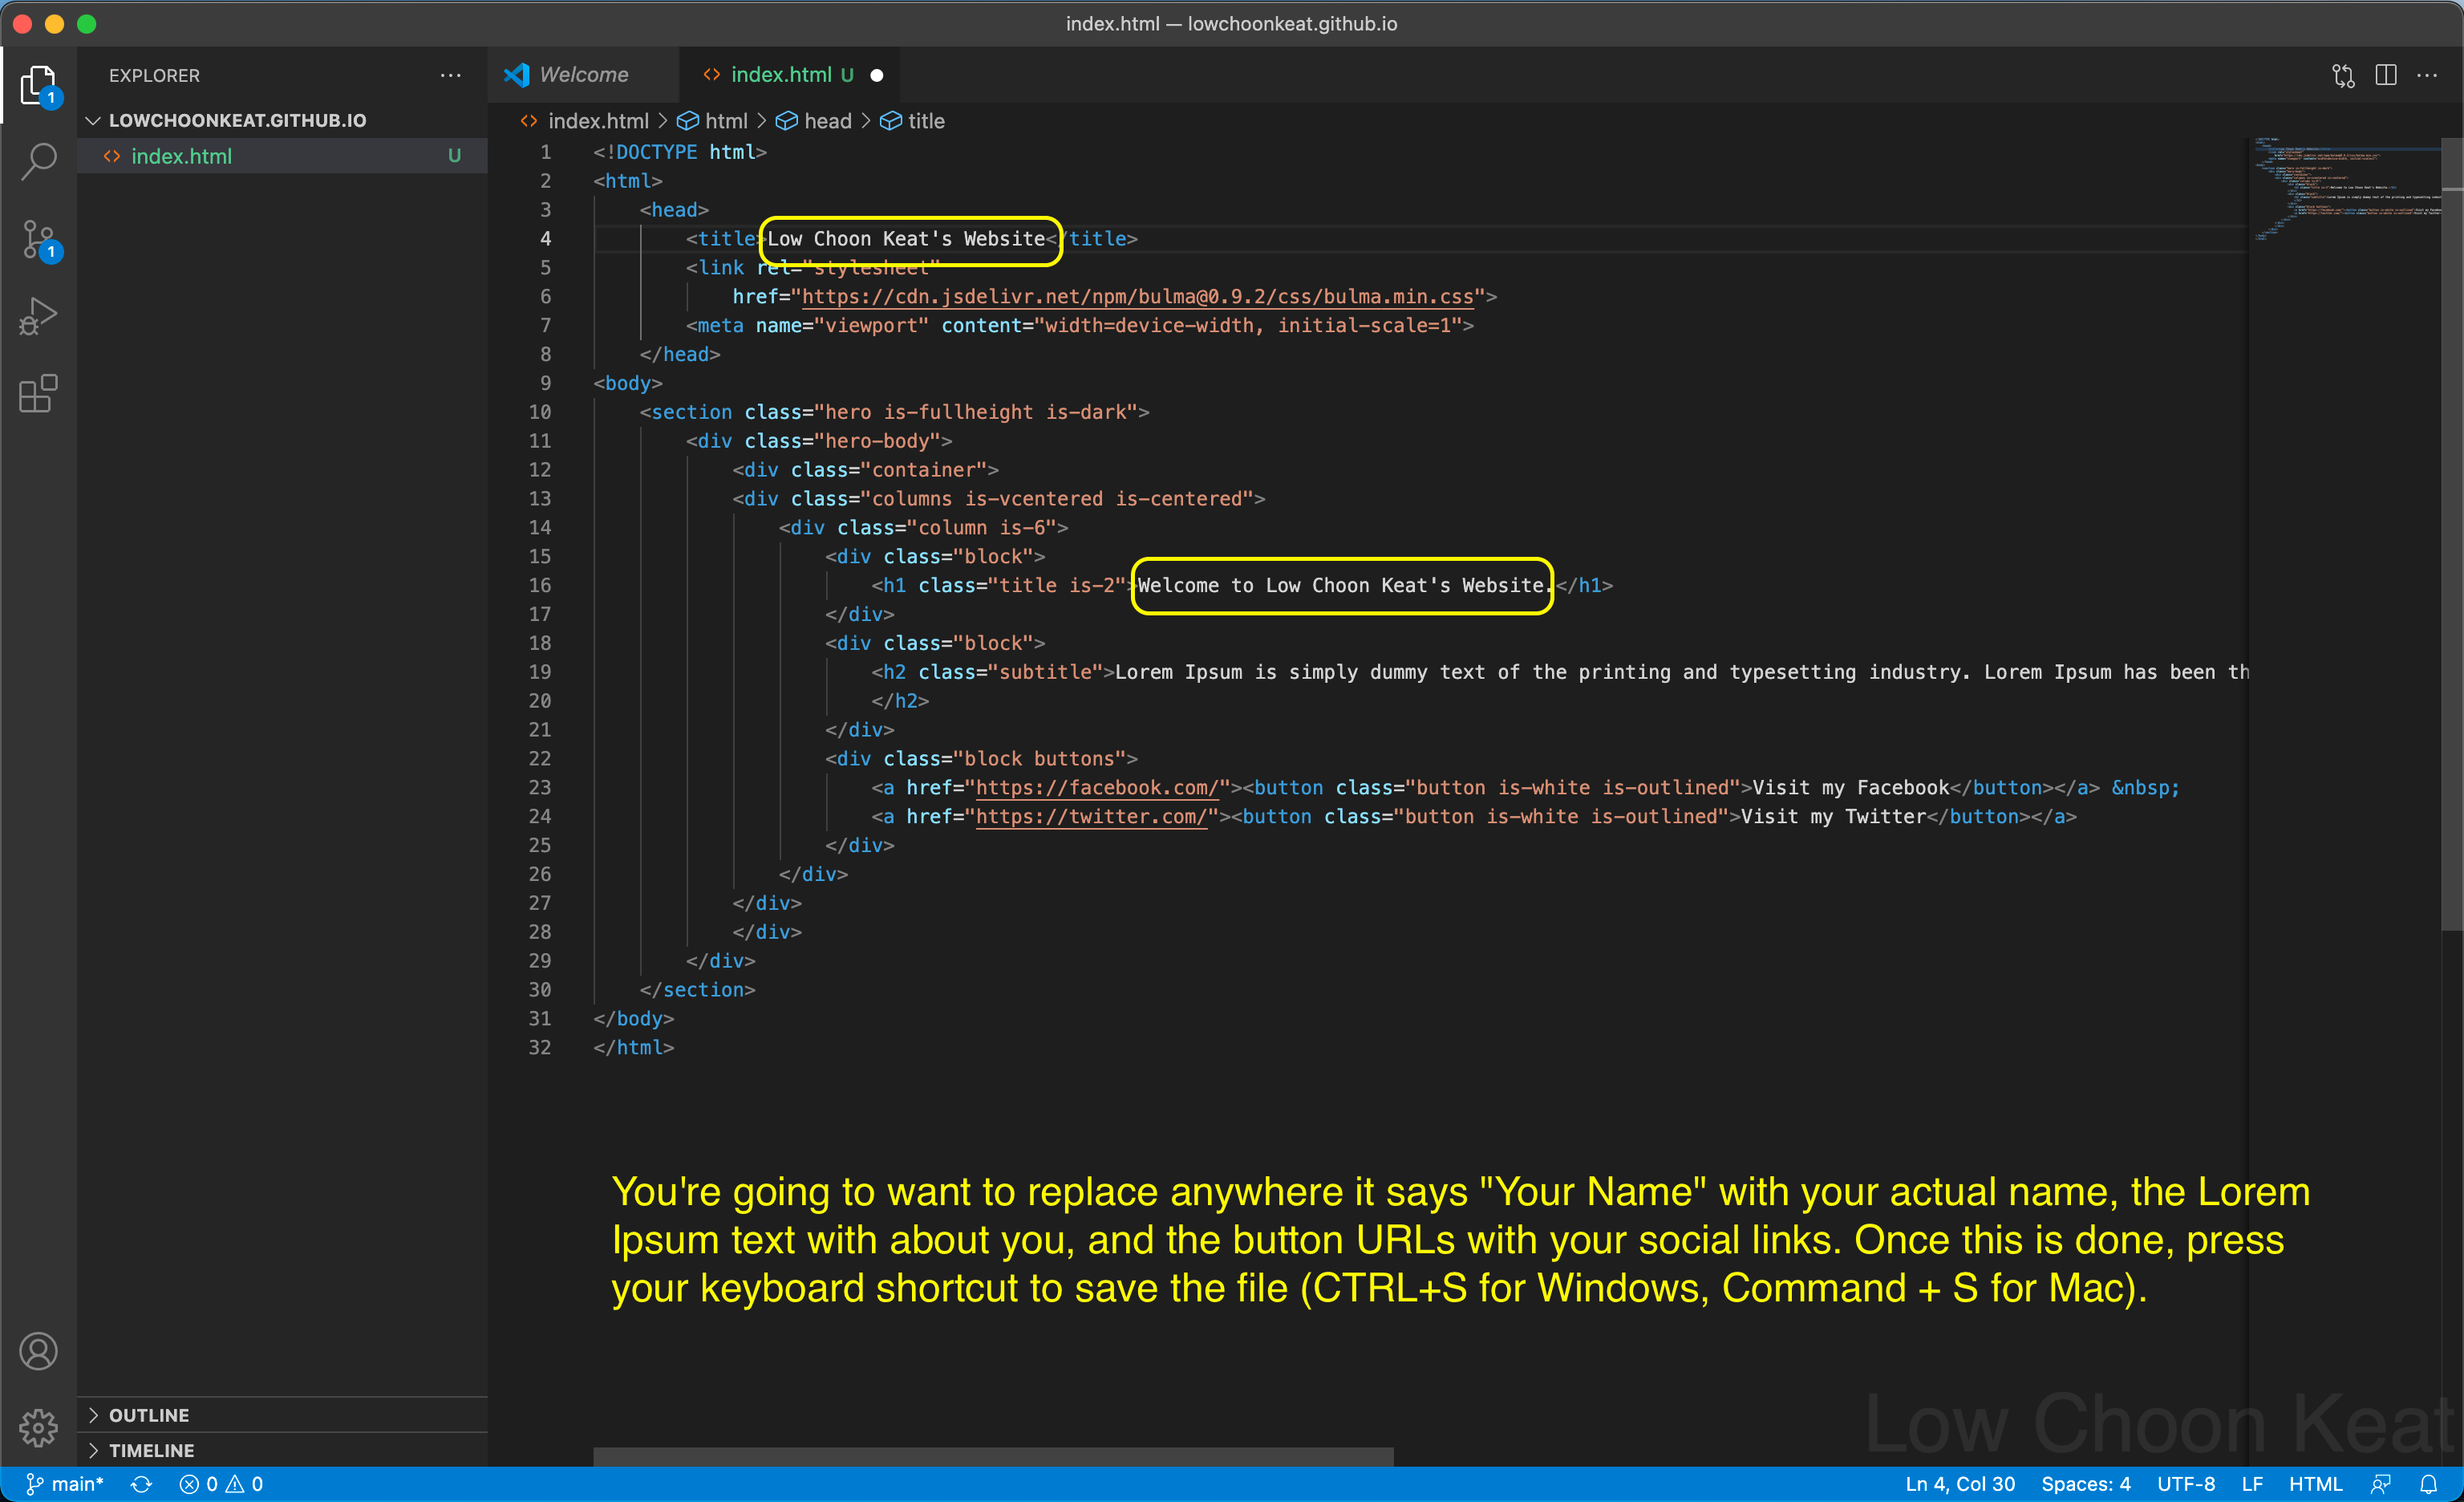 index.html — lowchoonkeat.github.io
EXPLORER
Welcome
index.html U
1
LOWCHOONKEAT.GITHUB.IO
index.html > html > head > title
index.html U
1
1 <!DOCTYPE html>
2 <html>
3 <head>
4 <title>Low Choon Keat's Website</title>
5 <link rel="stylesheet"
6 href="https://cdn.jsdelivr.net/npm/bulma@0.9.2/css/bulma.min.css">
7 <meta name="viewport" content="width=device-width, initial-scale=1">
8 </head>
9 <body>
10 <section class="hero is-fullheight is-dark">
11 <div class="hero-body">
12 <div class="container">
13 <div class="columns is-vcentered is-centered">
14 <div class="column is-6">
15 <div class="block">
16 <h1 class="title is-2">Welcome to Low Choon Keat's Website.</h1>
17 </div>
18 <div class="block">
19 <h2 class="subtitle">Lorem Ipsum is simply dummy text of the printing and typesetting industry. Lorem Ipsum has been th
20 </h2>
21 </div>
22 <div class="block buttons">
23 <a href="https://facebook.com/"><button class="button is-white is-outlined">Visit my Facebook</button></a> &nbsp;
24 <a href="https://twitter.com/"><button class="button is-white is-outlined">Visit my Twitter</button></a>
25 </div>
26 </div>
27 </div>
28 </div>
29 </div>
30 </section>
31 </body>
32 </html>
You're going to want to replace anywhere it says "Your Name" with your actual name, the Lorem
Ipsum text with about you, and the button URLs with your social links. Once this is done, press
your keyboard shortcut to save the file (CTRL+S for Windows, Command + S for Mac).
Low Choon Keat
OUTLINE
TIMELINE
main* 0 0 Ln 4, Col 30 Spaces: 4 UTF-8 LF HTML